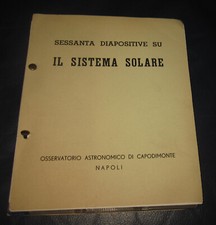 SESSANTA DIAPOSITIVE SU
IL SISTEMA SOLARE
OSSERVATORIO ASTRONOMICO DI CAPODIMONTE
NAPOLI